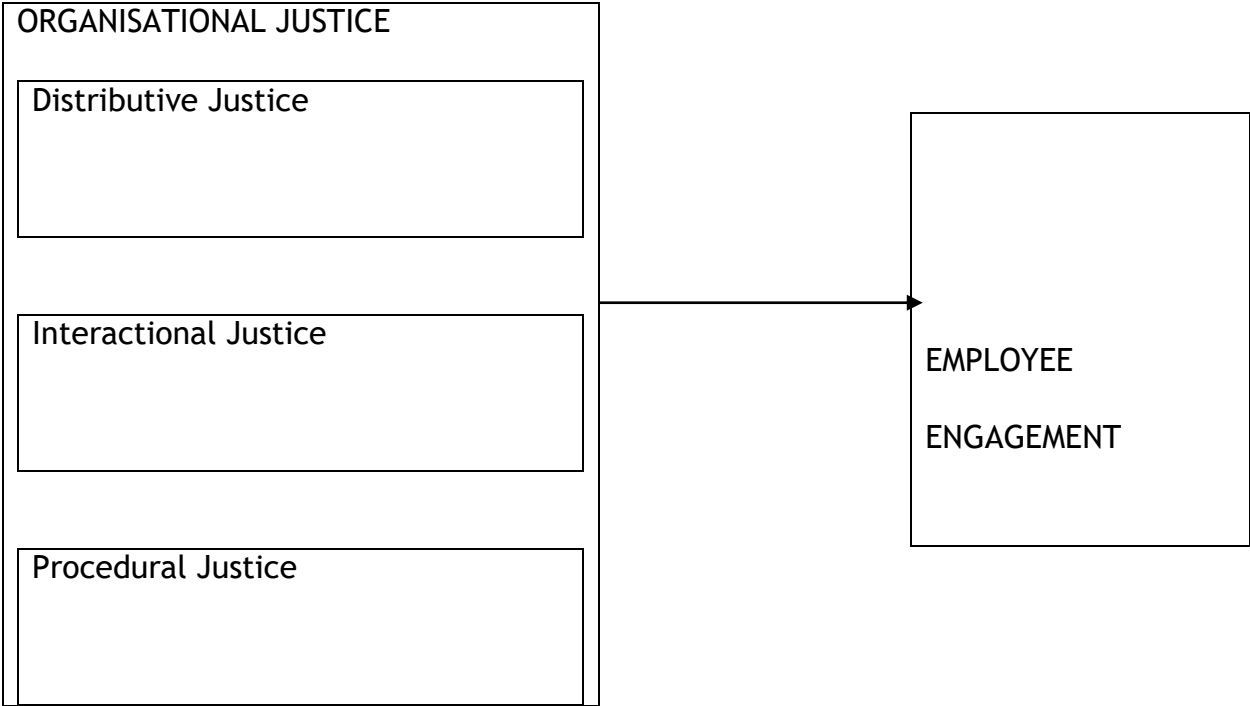 ORGANISATIONAL JUSTICE
Distributive Justice
Interactional Justice
EMPLOYEE
ENGAGEMENT
Procedural Justice